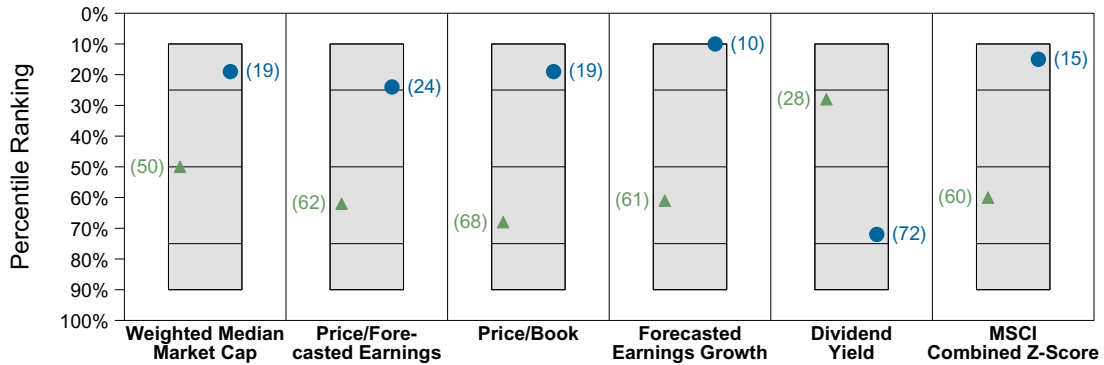 Percentile Ranking
0%
10%
20%
30%
40%
50%
60%
70%
80%
90%
100%
(19)
(50)
(24)
(62)
(19)
(68)
(10)
(61)
(28)
(72)
(15)
(60)
Weighted Median
Market Cap
Price/Fore-
casted Earnings
Price/Book
Forecasted
Earnings Growth
Dividend
Yield
MSCI
Combined Z-Score